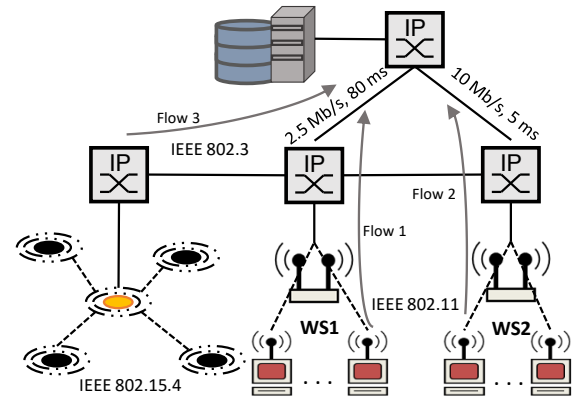 IP
2.5 Mb/s, 80 ms
10 Mb/s, 5 ms
Flow 3
IEEE 802.3
IP
IP
IP
Flow 2
Flow 1
IEEE 802.11
WS1
WS2
IEEE 802.15.4
. . .
. . .